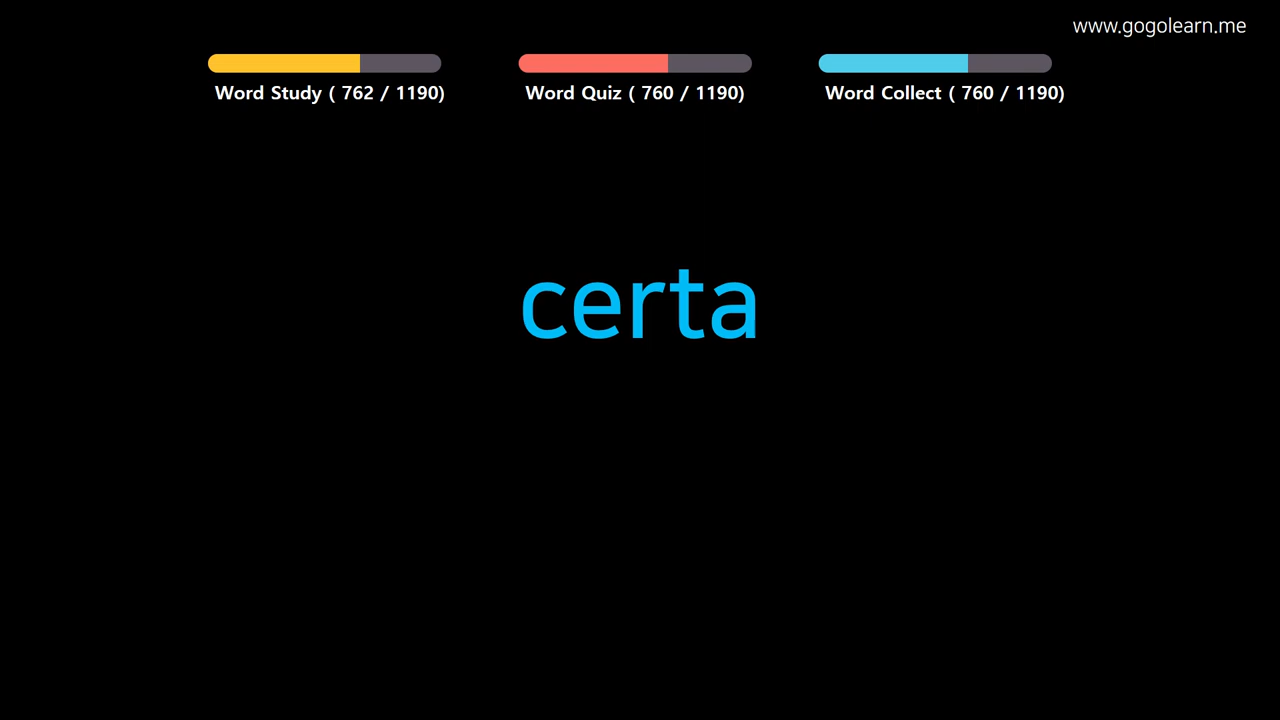 www.gogolearn.me
Word Study ( 762 / 1190)
Word Quiz ( 760 / 1190)
Word Collect ( 760 / 1190)
certa